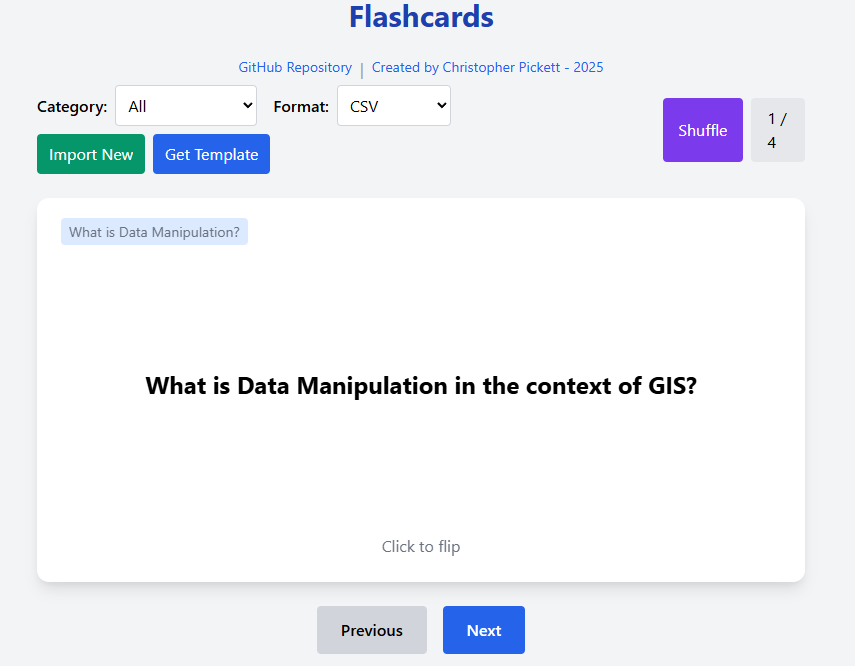 Flashcards
GitHub Repository | Created by Christopher Pickett - 2025
Category: All Format: CSV
Import New Get Template
Shuffle
1 /
4
What is Data Manipulation?
What is Data Manipulation in the context of GIS?
Click to flip
Previous Next